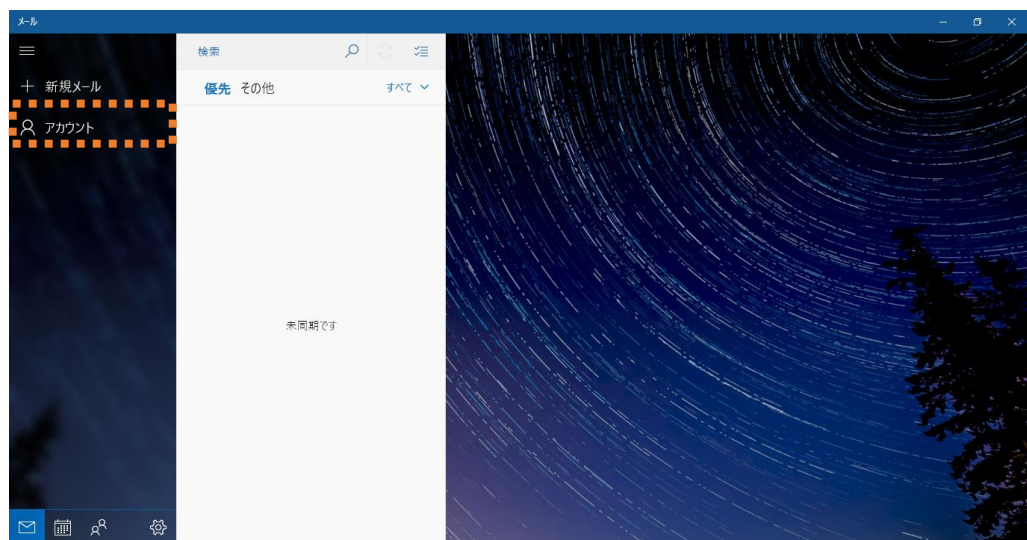 メール
検索
新規メール
優先 その他 すべて
アカウント
未同期です